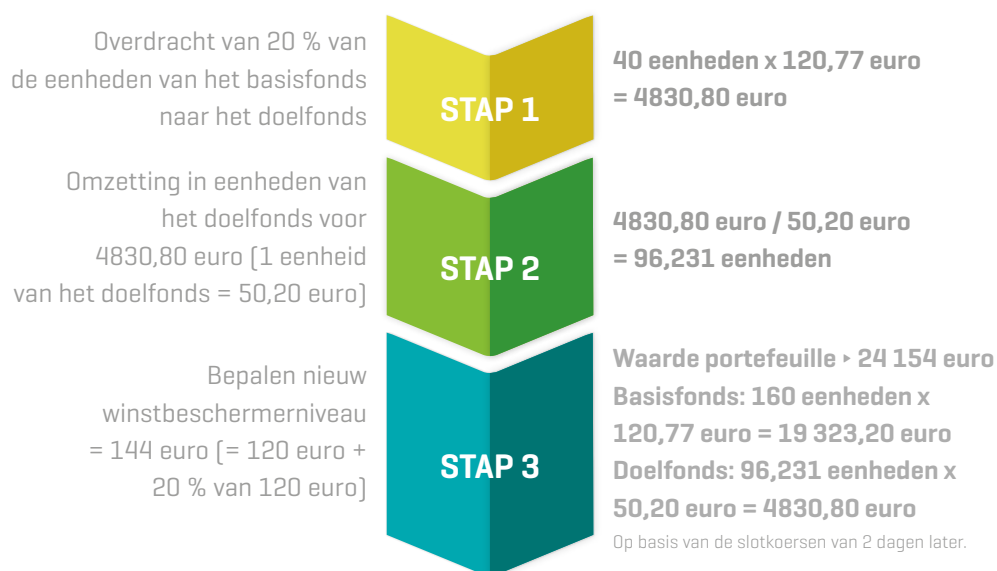 Overdracht van 20 % van
de eenheden van het basisfonds
naar het doelfonds
STAP 1
40 eenheden x 120,77 euro
= 4830,80 euro
Omzetting in eenheden van
het doelfonds voor
4830,80 euro (1 eenheid
van het doelfonds = 50,20 euro)
STAP 2
4830,80 euro / 50,20 euro
= 96,231 eenheden
Bepalen nieuw
winstbeschermerniveau
= 144 euro (= 120 euro +
20 % van 120 euro)
STAP 3
Waarde portefeuille ‣ 24 154 euro
Basisfonds: 160 eenheden x
120,77 euro = 19 323,20 euro
Doelfonds: 96,231 eenheden x
50,20 euro = 4830,80 euro
Op basis van de slotkoersen van 2 dagen later.